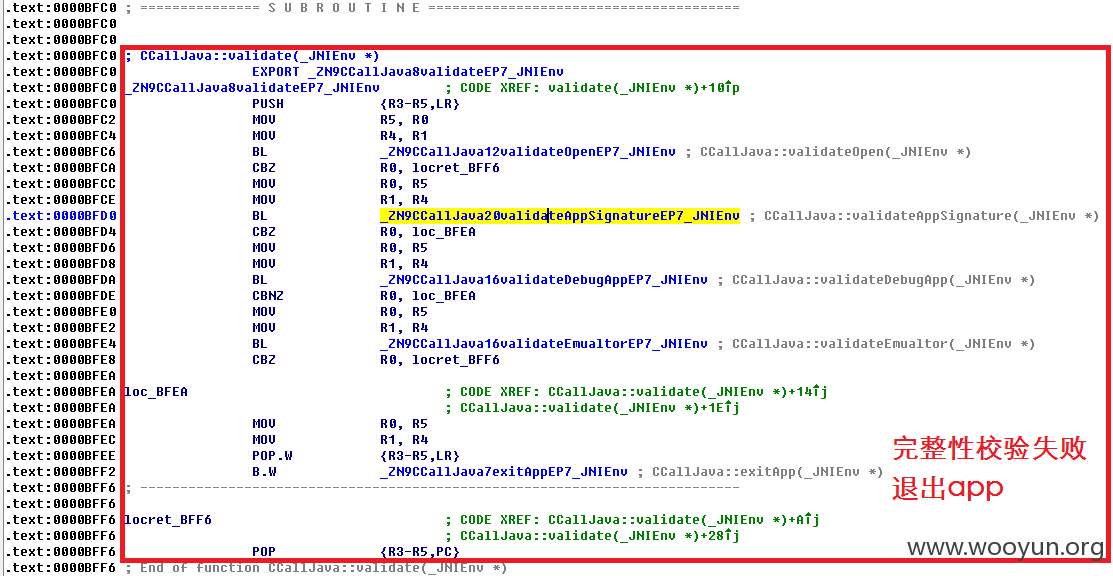 .text:0000BFC0 ; =============== S U B R O U T I N E =======================================
.text:0000BFC0
.text:0000BFC0
.text:0000BFC0 ; CCallJava::validate(_JNIEnv *)
.text:0000BFC0 EXPORT _ZN9CCallJava8validateEP7_JNIEnv
.text:0000BFC0 _ZN9CCallJava8validateEP7_JNIEnv ; CODE XREF: validate(_JNIEnv *)+10↑p
.text:0000BFC0 PUSH {R3-R5,LR}
.text:0000BFC2 MOV R5, R0
.text:0000BFC4 MOV R4, R1
.text:0000BFC6 BL _ZN9CCallJava12validateOpenEP7_JNIEnv ; CCallJava::validateOpen(_JNIEnv *)
.text:0000BFCA CBZ R0, locret_BFF6
.text:0000BFCC MOV R0, R5
.text:0000BFCE MOV R1, R4
.text:0000BFD0 BL _ZN9CCallJava20validateAppSignatureEP7_JNIEnv ; CCallJava::validateAppSignature(_JNIEnv *)
.text:0000BFD4 CBZ R0, loc_BFEA
.text:0000BFD6 MOV R0, R5
.text:0000BFD8 MOV R1, R4
.text:0000BFDA BL _ZN9CCallJava16validateDebugAppEP7_JNIEnv ; CCallJava::validateDebugApp(_JNIEnv *)
.text:0000BFDE CBNZ R0, loc_BFEA
.text:0000BFE0 MOV R0, R5
.text:0000BFE2 MOV R1, R4
.text:0000BFE4 BL _ZN9CCallJava16validateEmualtorEP7_JNIEnv ; CCallJava::validateEmualtor(_JNIEnv *)
.text:0000BFE8 CBZ R0, locret_BFF6
.text:0000BFEA
.text:0000BFEA loc_BFEA ; CODE XREF: CCallJava::validate(_JNIEnv *)+14↑j
.text:0000BFEA ; CCallJava::validate(_JNIEnv *)+1E↑j
.text:0000BFEA MOV R0, R5
.text:0000BFEC MOV R1, R4
.text:0000BFEE POP.W {R3-R5,LR}
.text:0000BFF2 B.W _ZN9CCallJava7exitAppEP7_JNIEnv ; CCallJava::exitApp(_JNIEnv *)
.text:0000BFF6 ; ---------------------------------------------------------------------------
.text:0000BFF6
.text:0000BFF6 locret_BFF6 ; CODE XREF: CCallJava::validate(_JNIEnv *)+A↑j
.text:0000BFF6 ; CCallJava::validate(_JNIEnv *)+28↑j
.text:0000BFF6 POP {R3-R5,PC}
.text:0000BFF6 ; End of function CCallJava::validate(_JNIEnv *)
完整性校验失败
退出app
www.wooyun.org